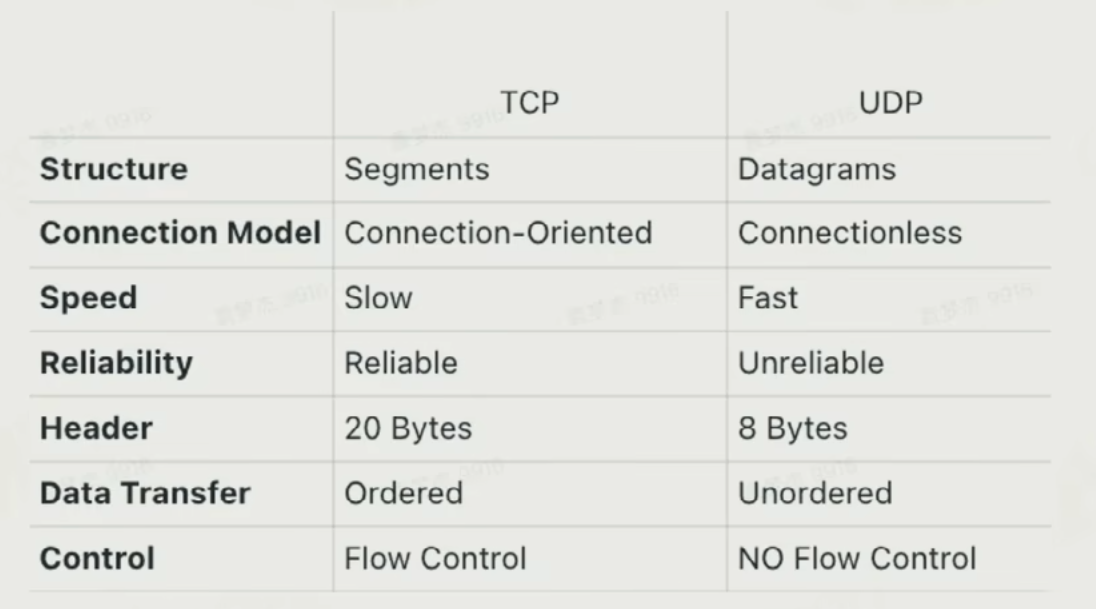 TCP UDP
Structure Segments Datagrams
Connection Model Connection-Oriented Connectionless
Speed Slow Fast
Reliability Reliable Unreliable
Header 20 Bytes 8 Bytes
Data Transfer Ordered Unordered
Control Flow Control NO Flow Control